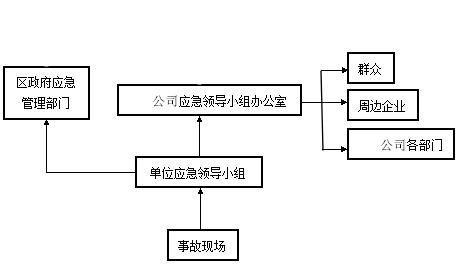 群众
区政府应急
管理部门
公司应急领导小组办公室
周边企业
公司各部门
单位应急领导小组
事故现场